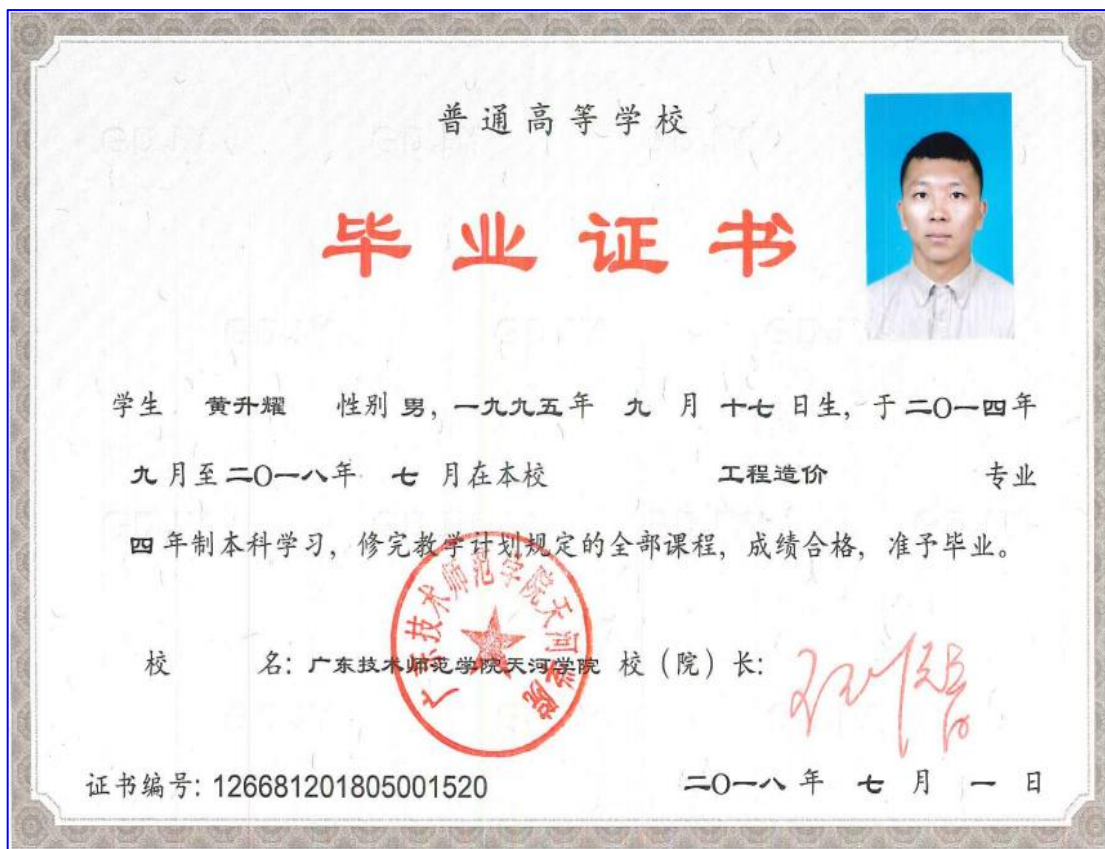 普通高等学校
毕业证书
学生 黄升耀 性别 男，一九九五年 九 月 十七 日生，于 二〇一四年
九 月至 二〇一八年 七 月在本校 工程造价 专业
四 年制本科学习，修完教学计划规定的全部课程，成绩合格，准予毕业。
广东技术师范学院天河学院
校 名: 广东技术师范学院天河学院 校（院）长:
证书编号: 126681201805001520
二〇一八 年 七 月 一 日